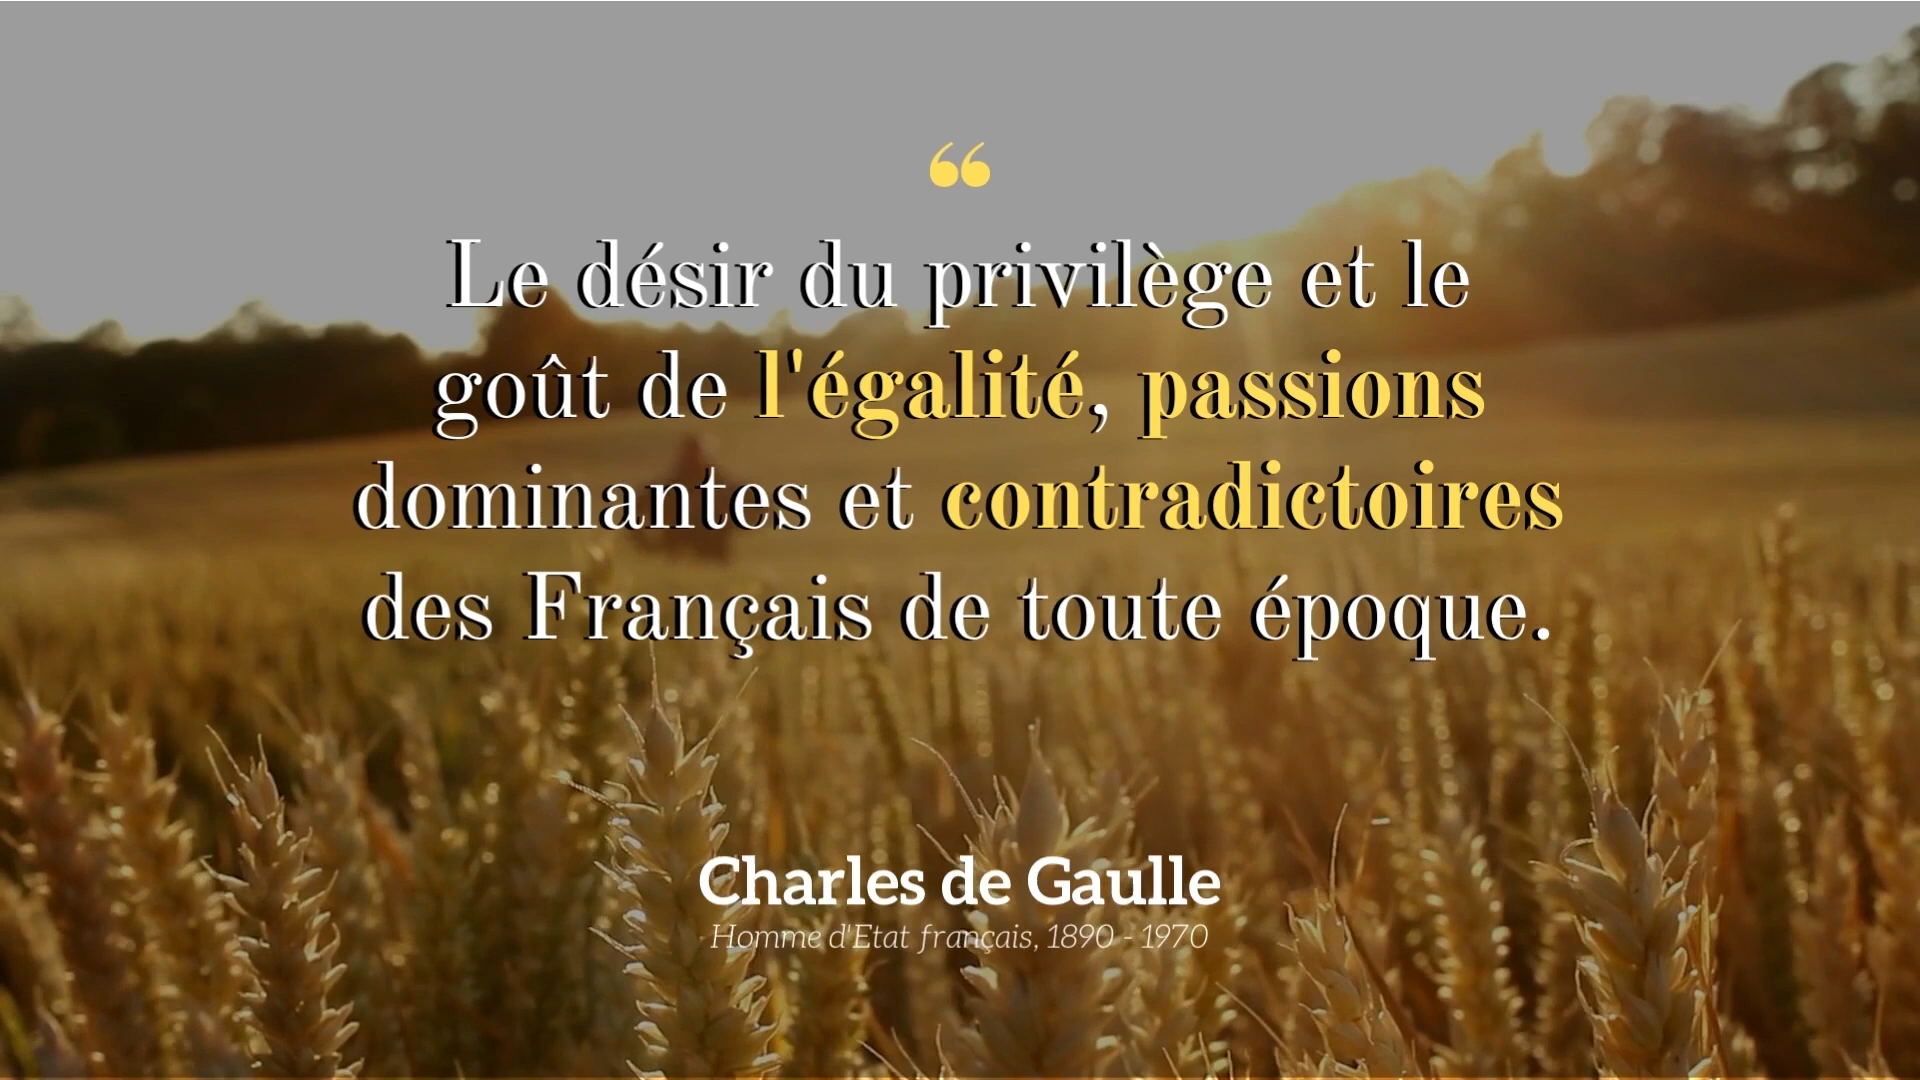 “
Le désir du privilège et le
goût de l'égalité, passions
dominantes et contradictoires
des Français de toute époque.
Charles de Gaulle
Homme d'Etat français, 1890 - 1970